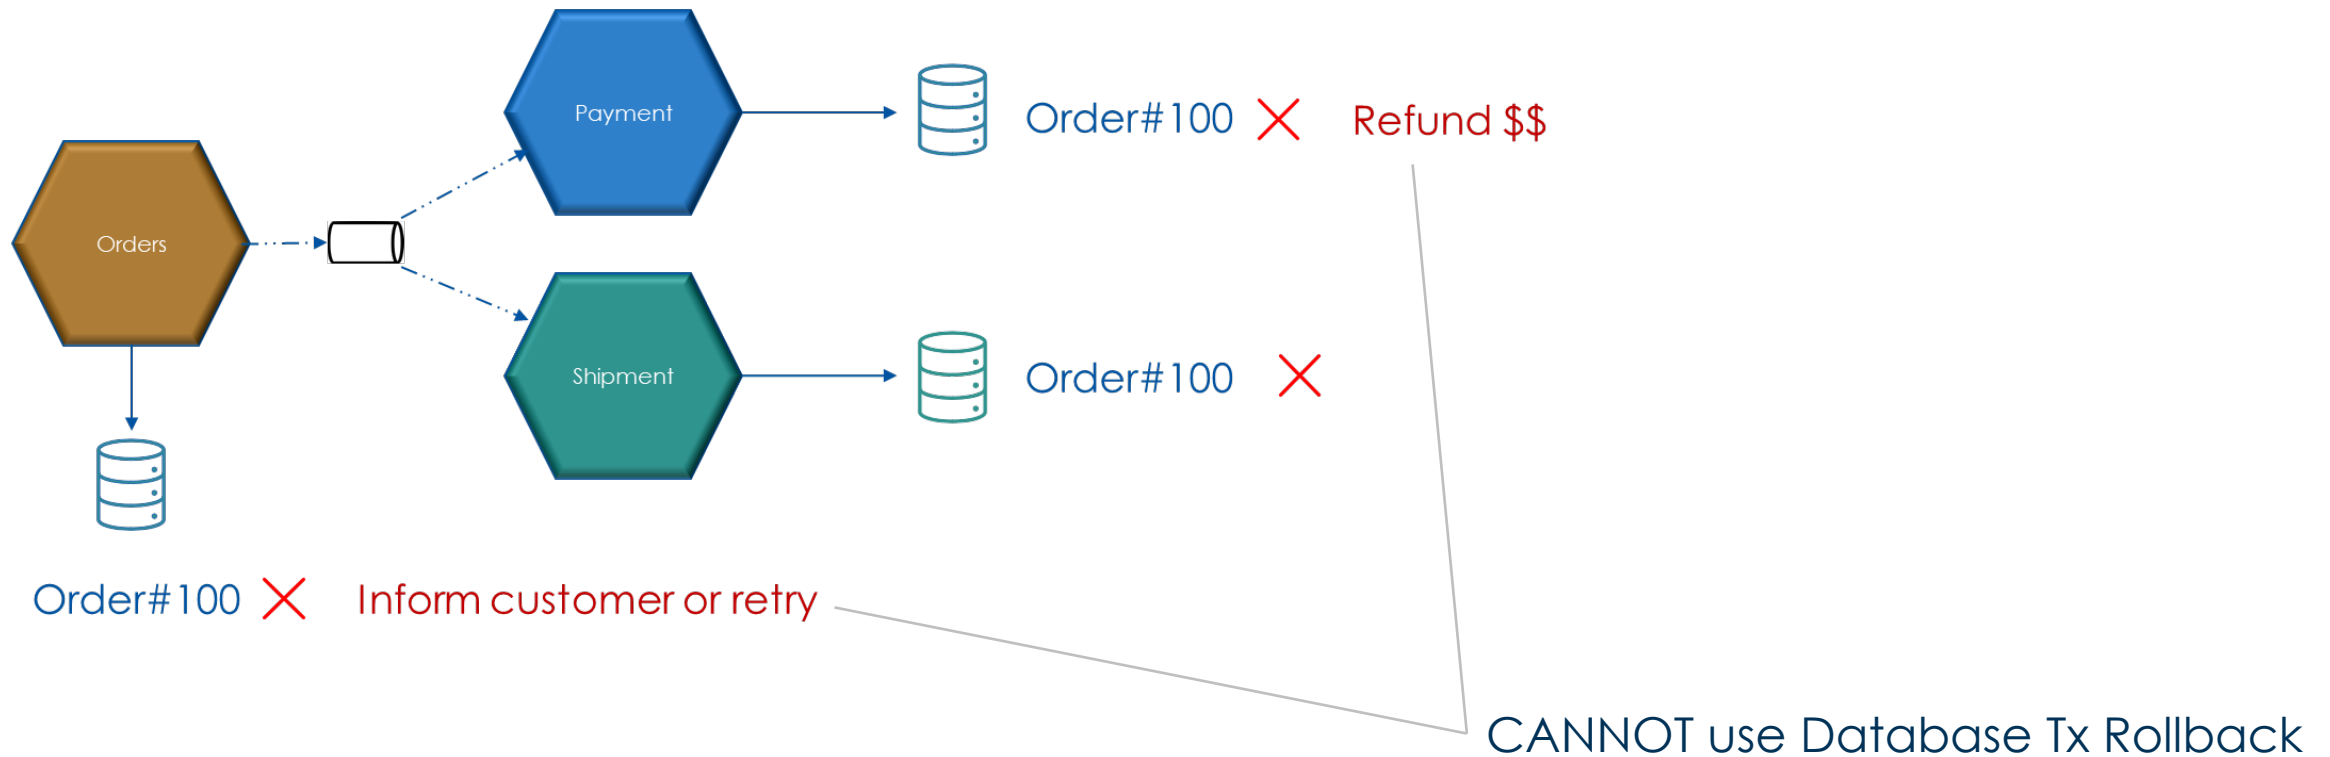 Payment
Order#100
Refund $$
Orders
Shipment
Order#100
Order#100
Inform customer or retry
CANNOT use Database Tx Rollback